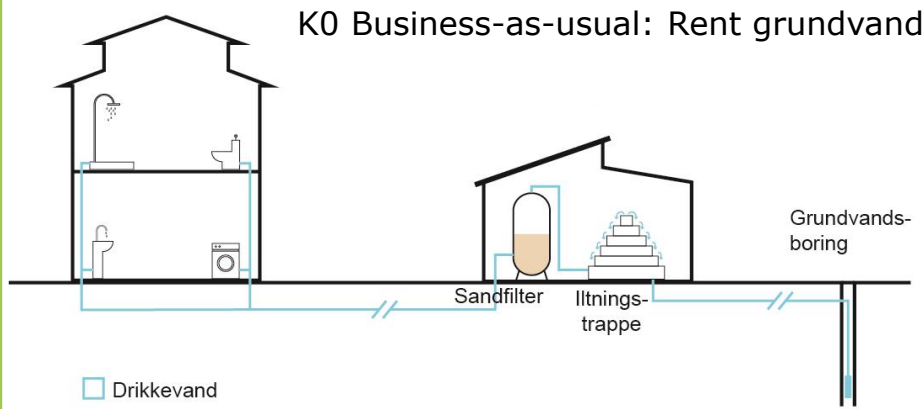 K0 Business-as-usual: Rent grundvand
Grundvands-
boring
Sandfilter
Iltnings-
trappe
Drikkevand